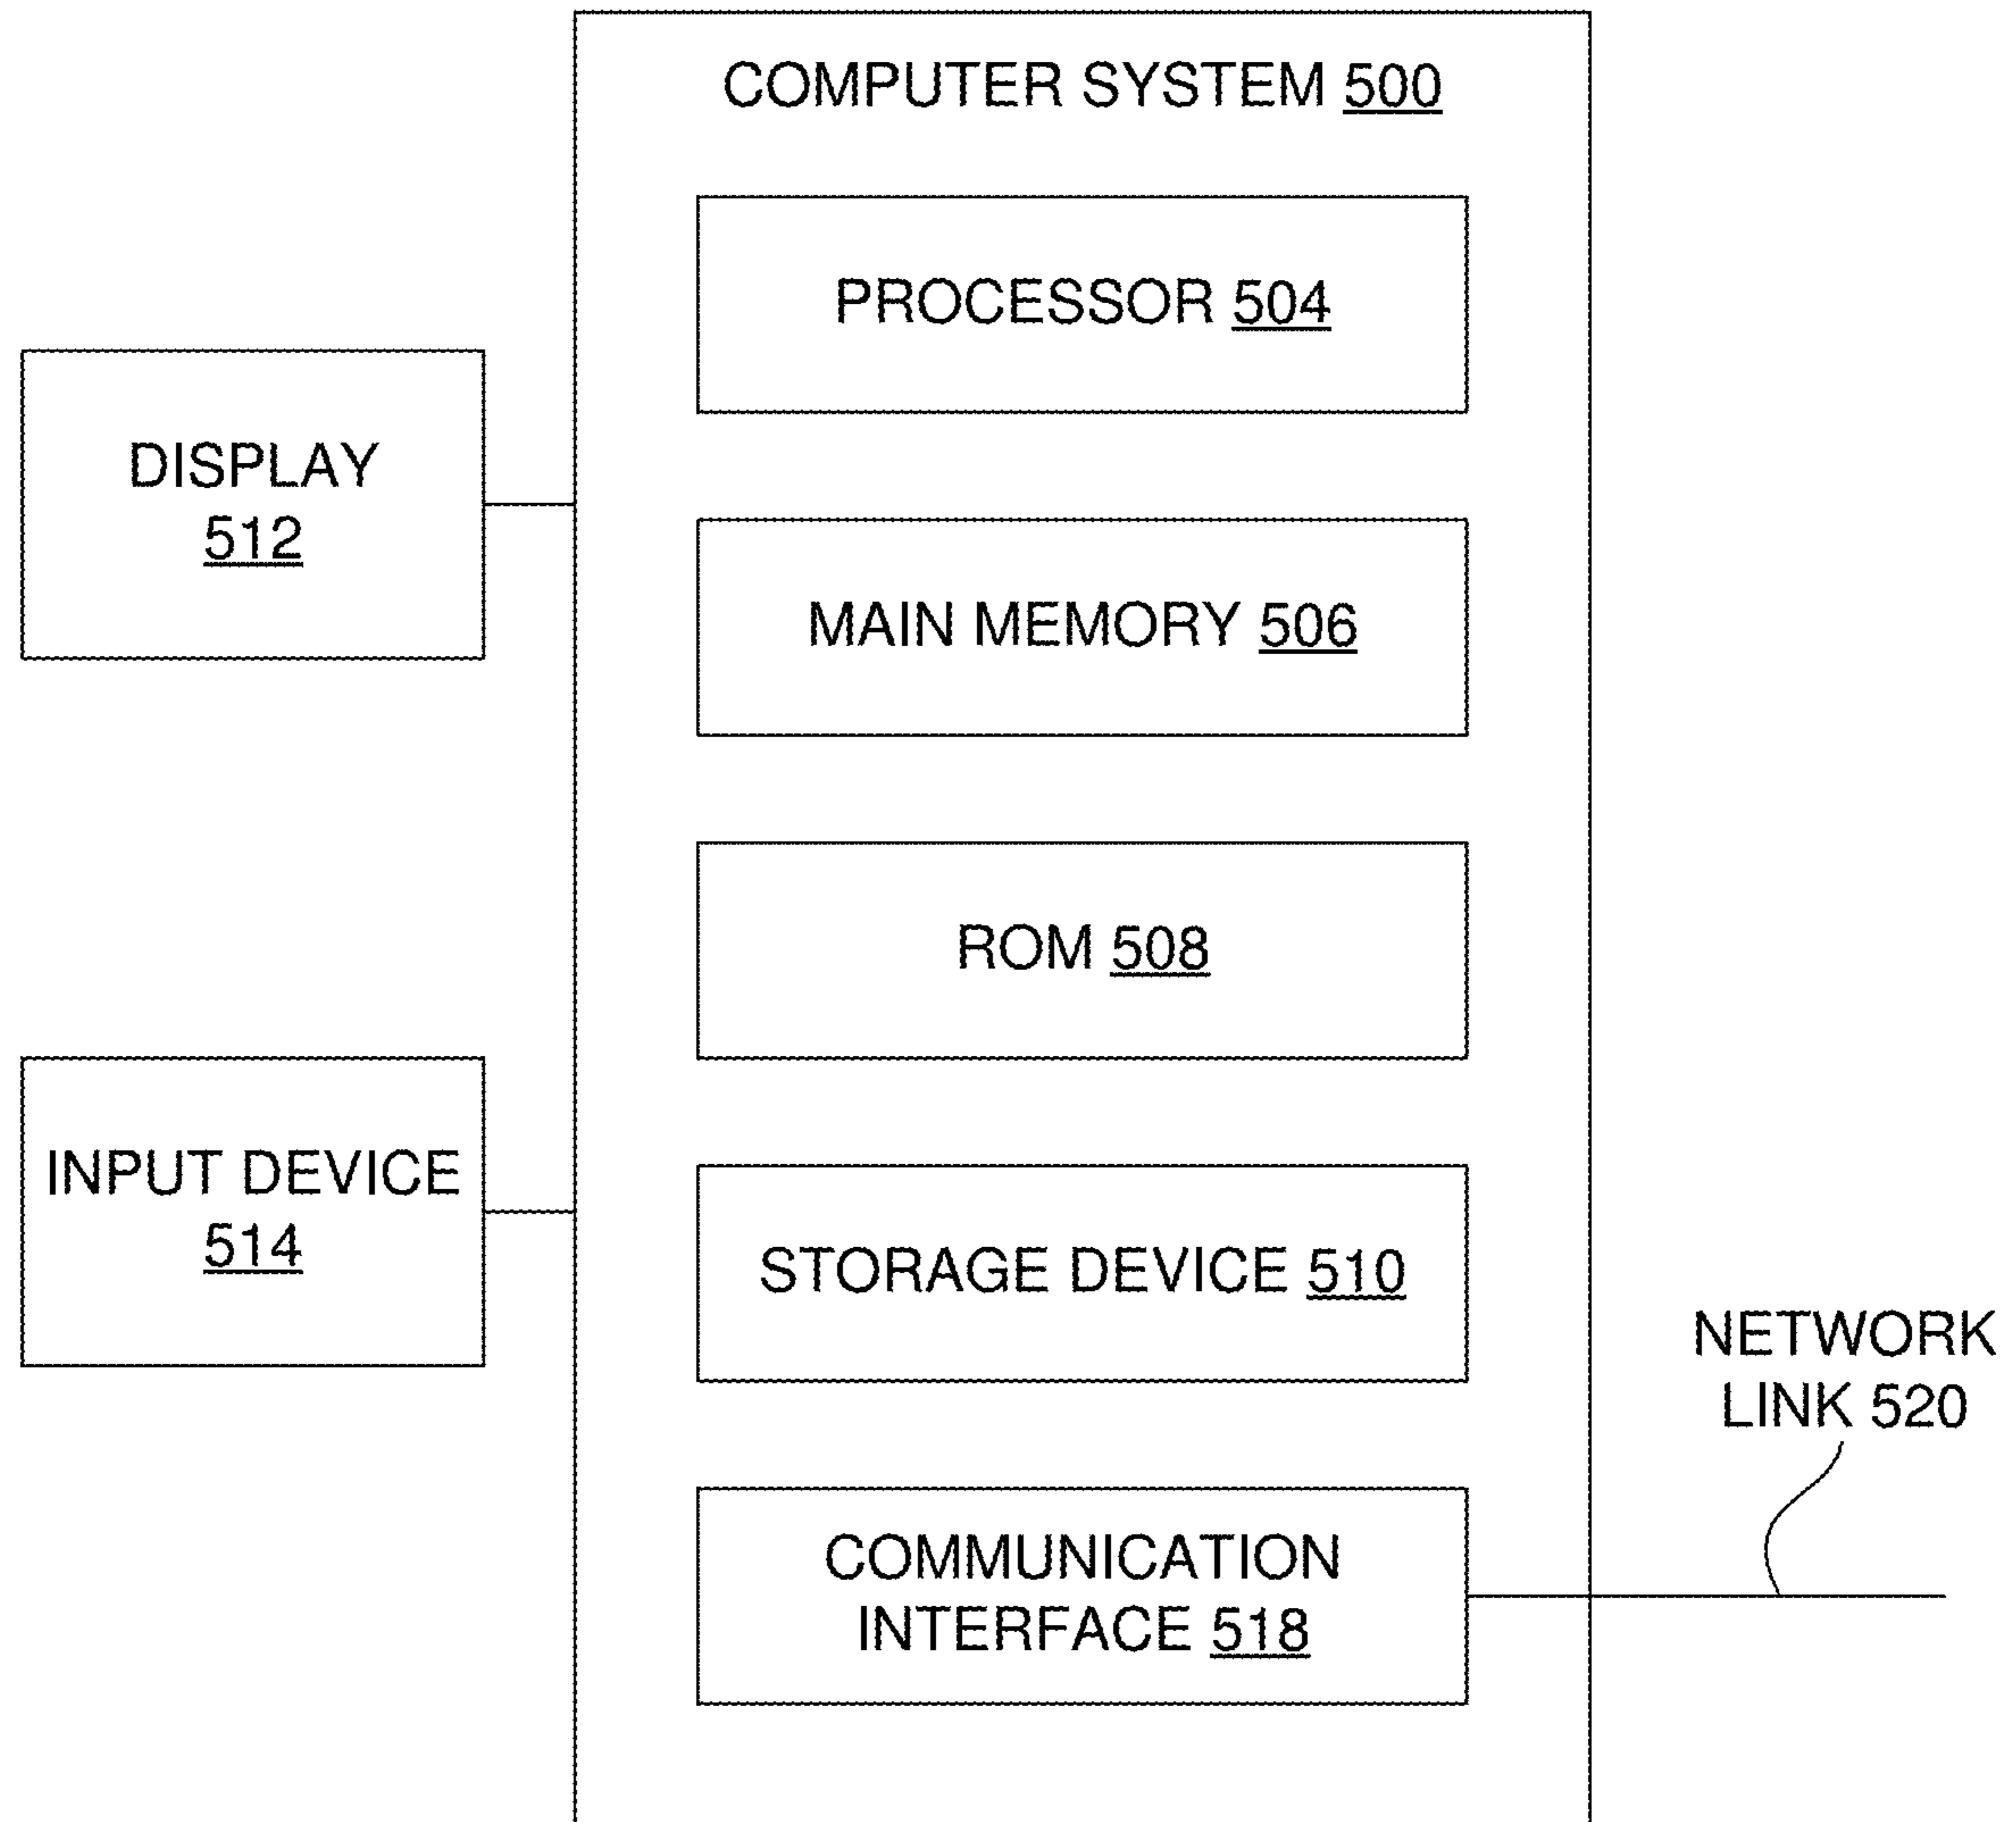 COMPUTER SYSTEM 500
PROCESSOR 504
DISPLAY
512
MAIN MEMORY 506
ROM 508
INPUT DEVICE
514
STORAGE DEVICE 510
NETWORK
LINK 520
COMMUNICATION
INTERFACE 518